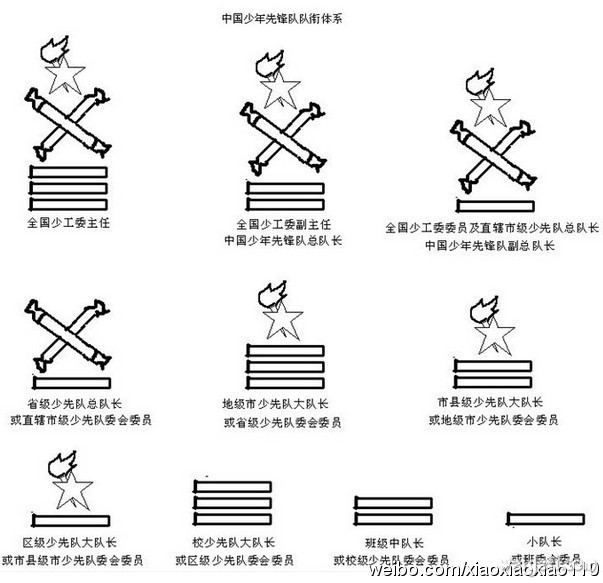 中国少年先锋队队衔体系
全国少工委主任
全国少工委副主任
中国少年先锋队总队长
全国少工委委员及直辖市级少先队总队长
中国少年先锋队副总队长
省级少先队总队长
或直辖市级少先队委会委员
地级市少先队大队长
或省级少先队委会委员
市县级少先队大队长
或地级市少先队委会委员
区级少先队大队长
或市县级市少先队委会委员
校少先队大队长
或区级少先队委会委员
班级中队长
或校级少先队委会委员
小队长
或班委会委员
weibo.com/xiaoxiaoxiao110